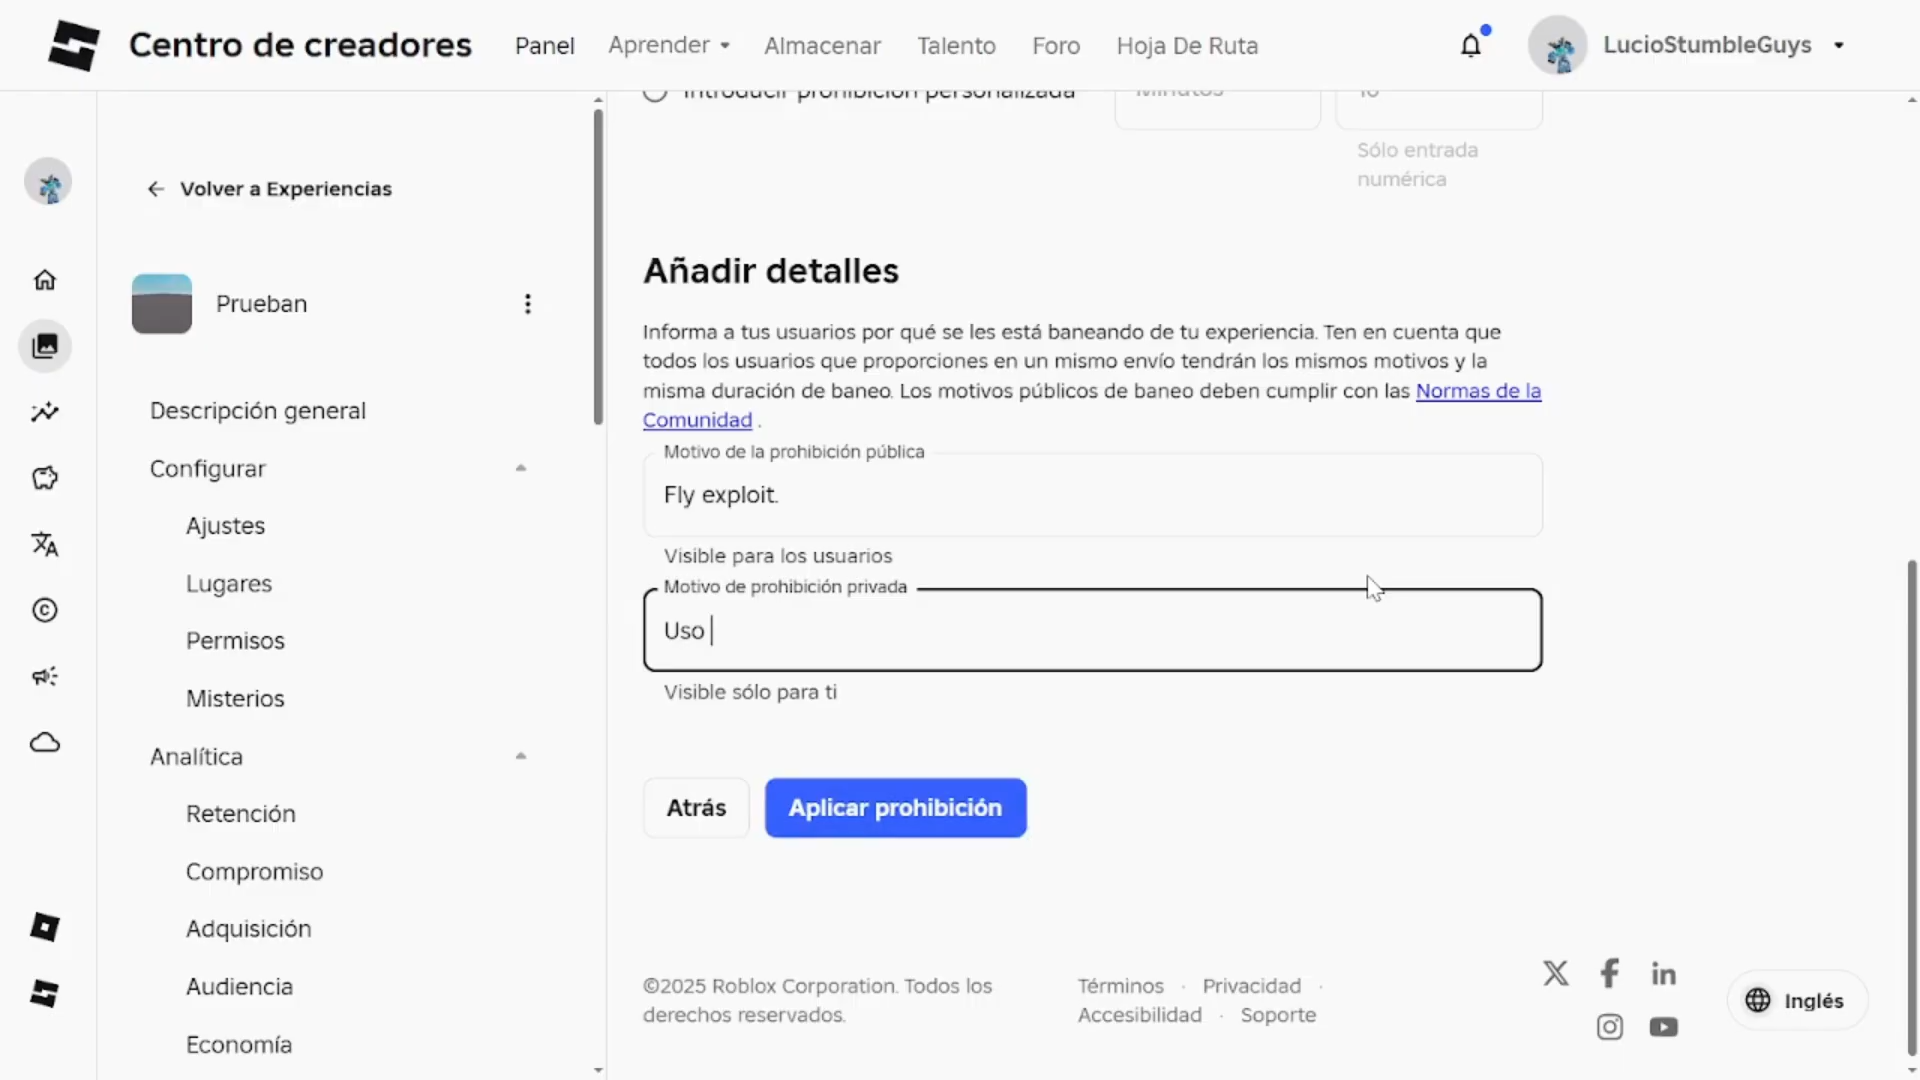 Centro de creadores
Panel
Aprender
Almacenar
Talento
Foro
Hoja De Ruta
LucioStumbleGuys
Volver a Experiencias
Prueban
Descripción general
Configurar
Ajustes
Lugares
Permisos
Misterios
Analítica
Retención
Compromiso
Adquisición
Audiencia
Economía
Introducir prohibición personalizada
Minutos
Sólo entrada
numérica
Añadir detalles
Informa a tus usuarios por qué se les está baneando de tu experiencia. Ten en cuenta que
todos los usuarios que proporciones en un mismo envío tendrán los mismos motivos y la
misma duración de baneo. Los motivos públicos de baneo deben cumplir con las Normas de la
Comunidad .
Motivo de la prohibición pública
Fly exploit.
Visible para los usuarios
Motivo de prohibición privada
Uso
Visible sólo para ti
Atrás
Aplicar prohibición
©2025 Roblox Corporation. Todos los
derechos reservados.
Términos · Privacidad ·
Accesibilidad · Soporte
Inglés